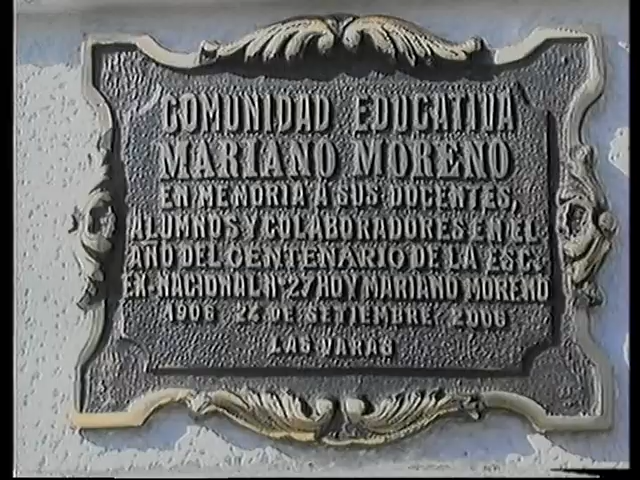 COMUNIDAD EDUCATIVA
MARIANO MORENO
EN MEMORIA A SUS DOCENTES,
ALUMNOS Y COLABORADORES EN EL
AÑO DEL CENTENARIO DE LA ESC.
EX-NACIONAL Nº 27 HOY MARIANO MORENO
1906 24 DE SETIEMBRE 2006
LAS VARAS